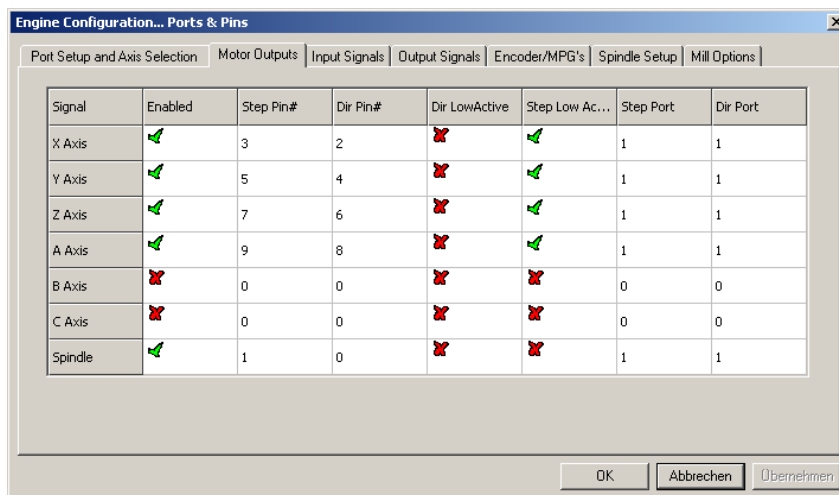 Engine Configuration... Ports & Pins
Port Setup and Axis Selection Motor Outputs Input Signals Output Signals Encoder/MPG's Spindle Setup Mill Options
Signal Enabled Step Pin# Dir Pin# Dir LowActive Step Low Ac... Step Port Dir Port
X Axis 3 2 1 1
Y Axis 5 4 1 1
Z Axis 7 6 1 1
A Axis 9 8 1 1
B Axis 0 0 0 0
C Axis 0 0 0 0
Spindle 1 0 1 1
OK Abbrechen Übernehmen